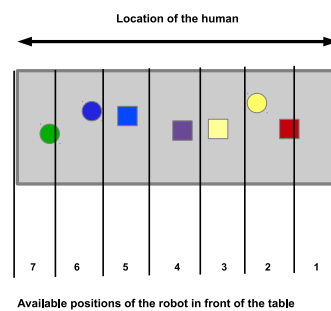 Location of the human
7 6 5 4 3 2 1
Available positions of the robot in front of the table